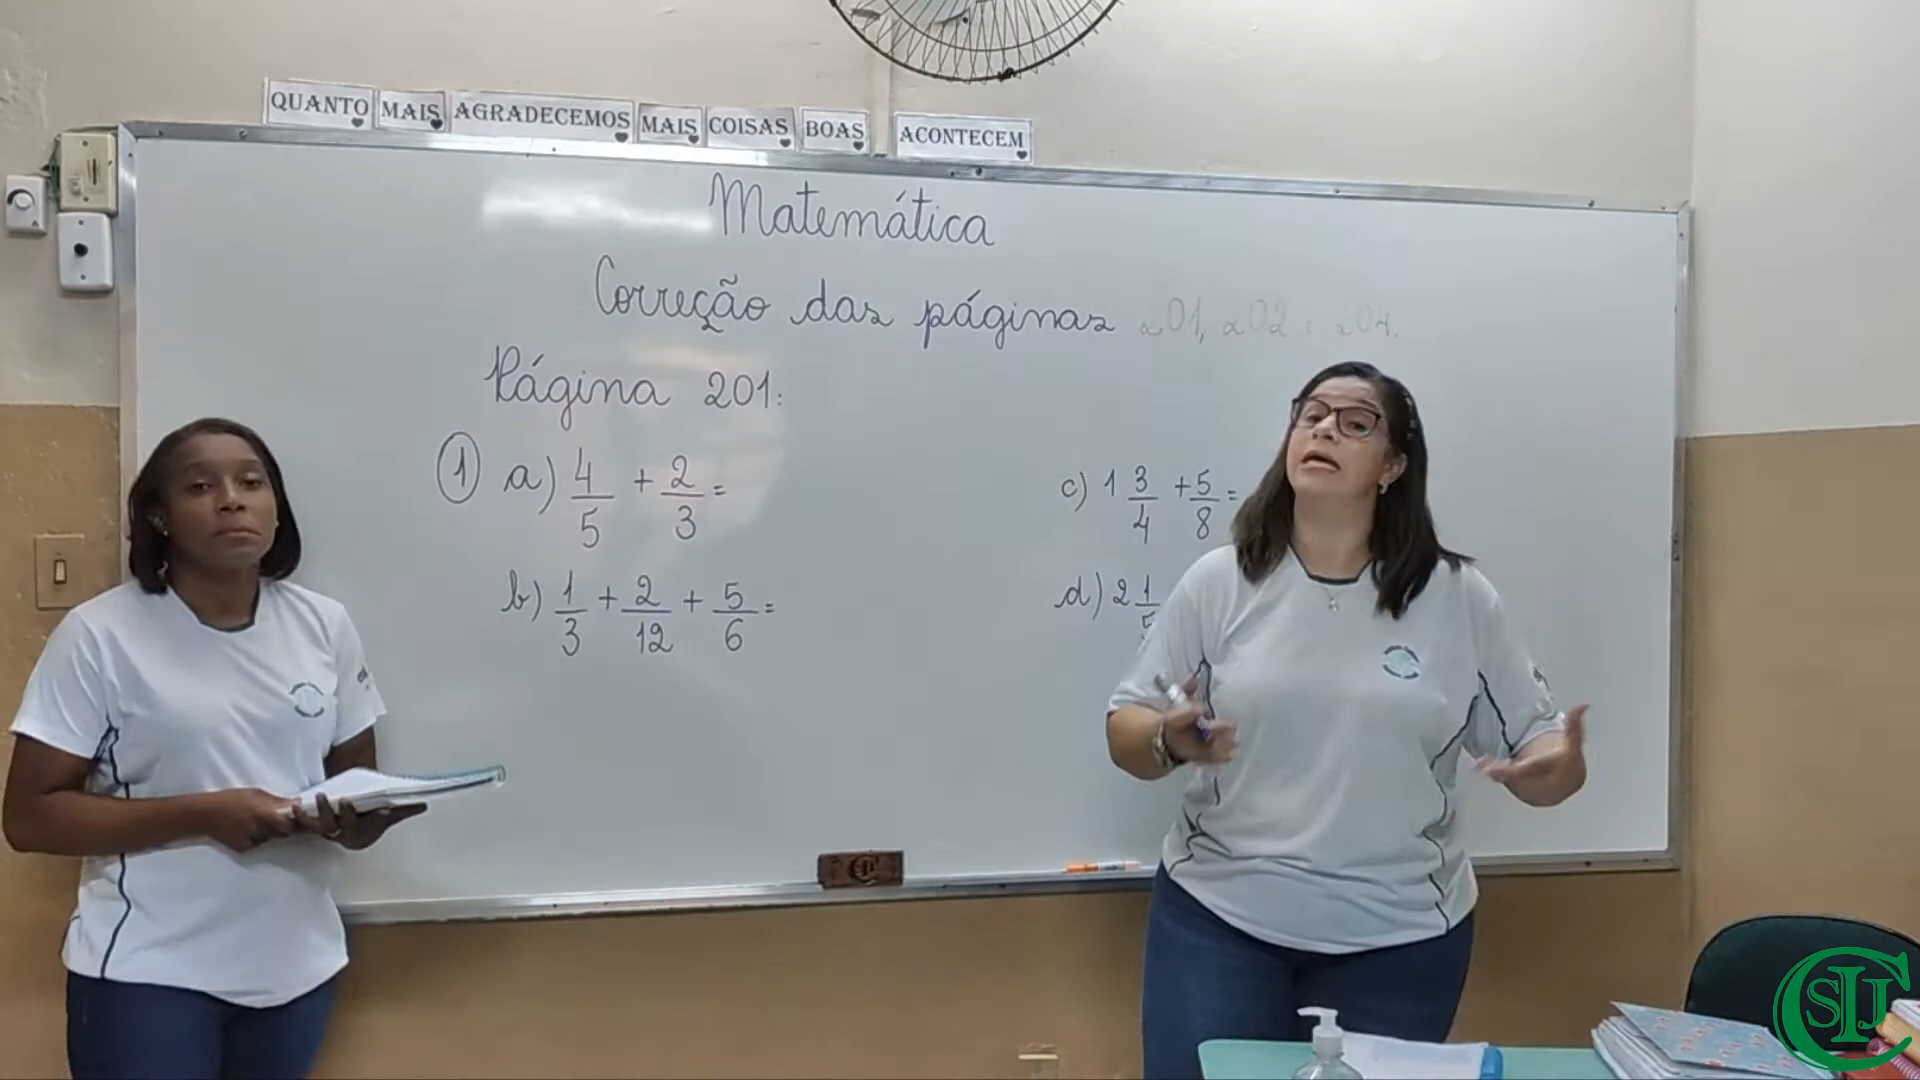 QUANTO MAIS AGRADECEMOS MAIS COISAS BOAS ACONTECEM
Matemática
Correção das páginas 201, 202 e 204.
Página 201:
1 a) 4/5 + 2/3 =
b) 1/3 + 2/12 + 5/6 =
c) 1 3/4 + 5/8 =
d) 2 1/5
CSIJ